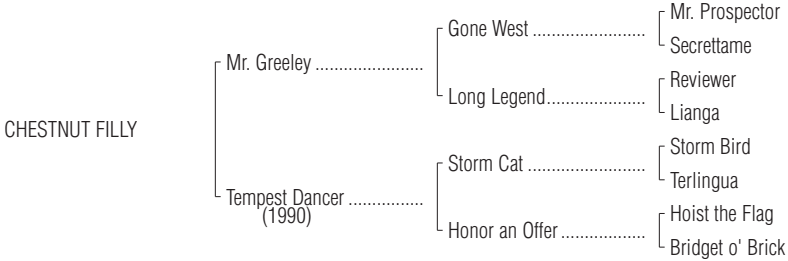 Mr. Prospector
Gone West ........................
Secrettame
Mr. Greeley .......................
Reviewer
Long Legend.....................
Lianga
CHESTNUT FILLY
Storm Bird
Storm Cat .........................
Terlingua
Tempest Dancer ................
(1990)
Hoist the Flag
Honor an Offer ..................
Bridget o' Brick